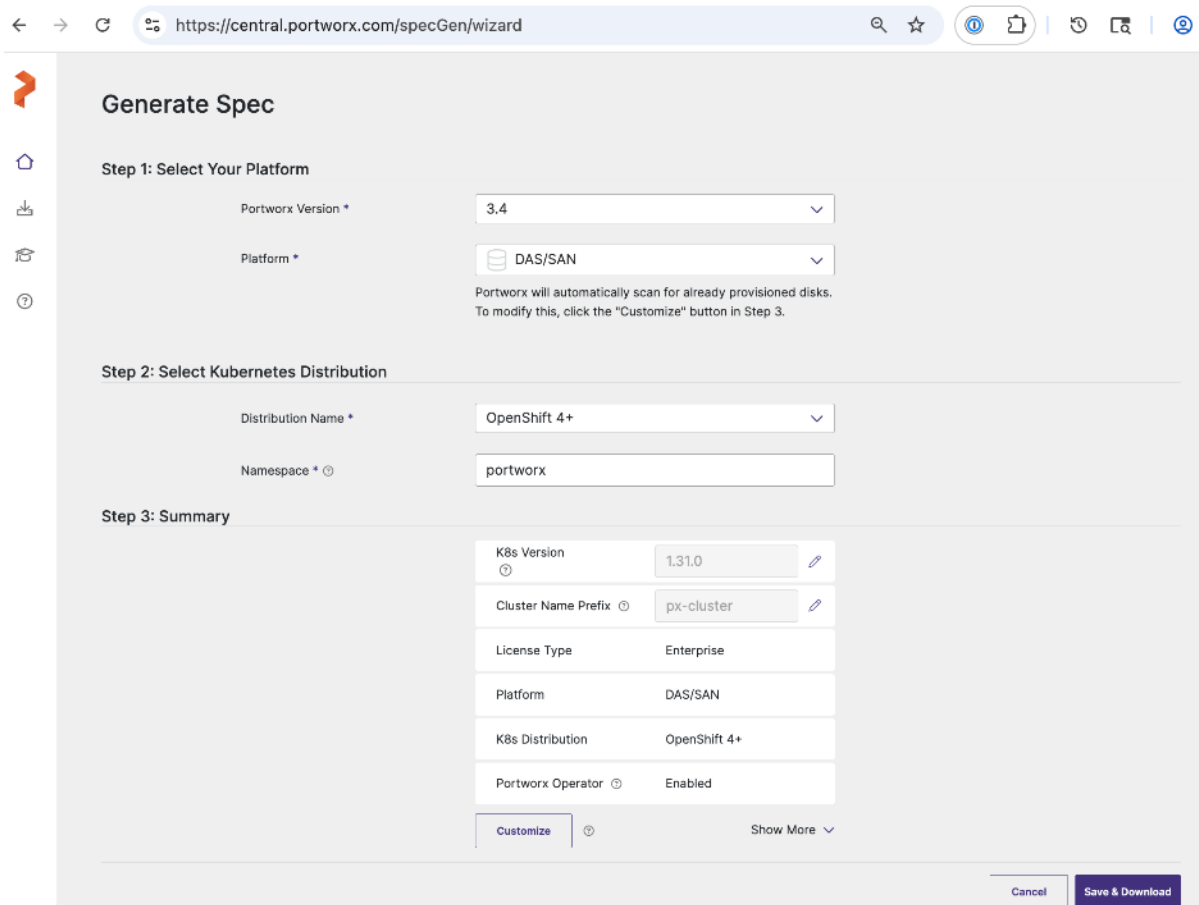 https://central.portworx.com/specGen/wizard
Generate Spec
Step 1: Select Your Platform
Portworx Version *
3.4
Platform *
DAS/SAN
Portworx will automatically scan for already provisioned disks.
To modify this, click the "Customize" button in Step 3.
Step 2: Select Kubernetes Distribution
Distribution Name *
OpenShift 4+
Namespace *
portworx
Step 3: Summary
K8s Version
1.31.0
Cluster Name Prefix
px-cluster
License Type
Enterprise
Platform
DAS/SAN
K8s Distribution
OpenShift 4+
Portworx Operator
Enabled
Customize
Show More
Cancel
Save & Download